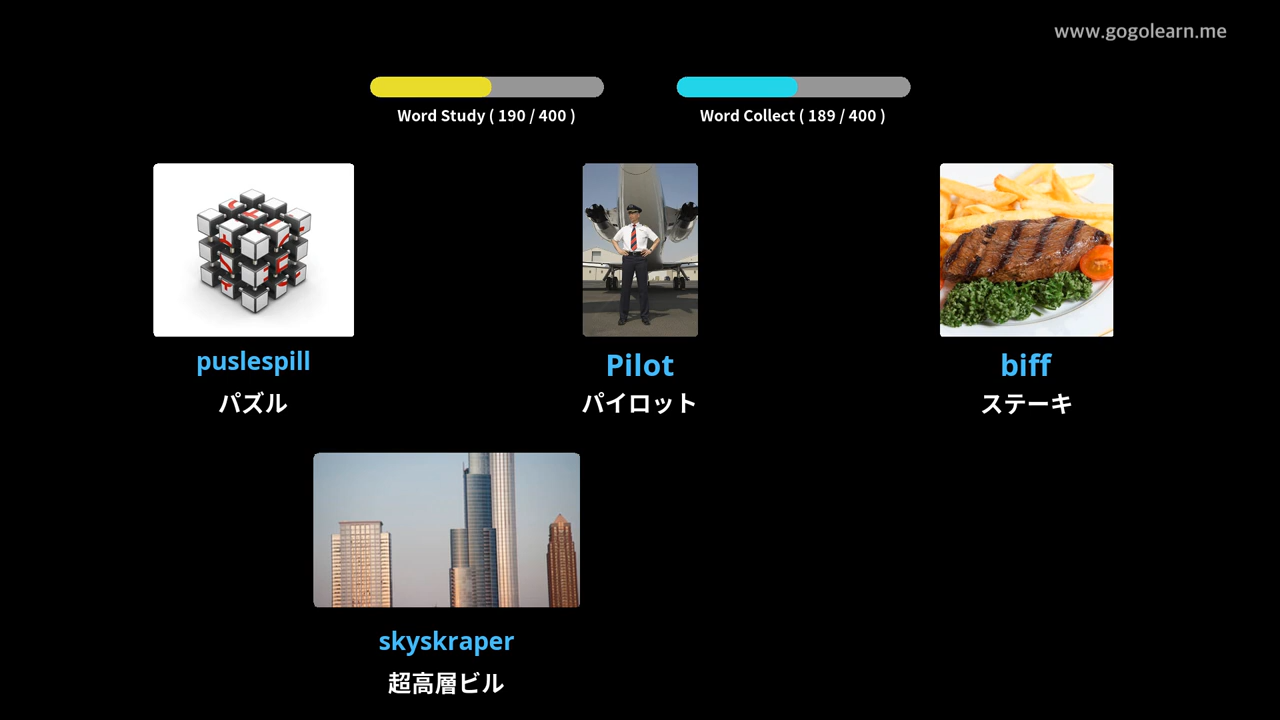 www.gogolearn.me
Word Study ( 190 / 400 )
Word Collect ( 189 / 400 )
puslespill
Pilot
biff
パズル
パイロット
ステーキ
skyskraper
超高層ビル